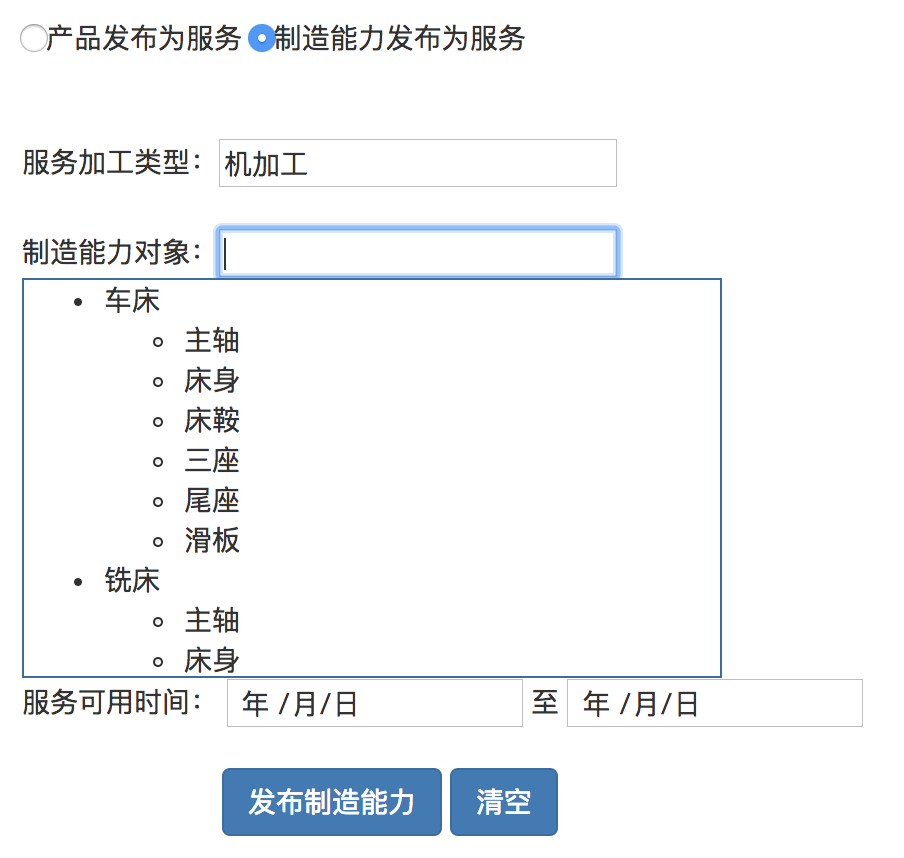 产品发布为服务 制造能力发布为服务
服务加工类型： 机加工
制造能力对象：
车床
主轴
床身
床鞍
三座
尾座
滑板
铣床
主轴
床身
服务可用时间： 年 /月/日 至 年 /月/日
发布制造能力 清空